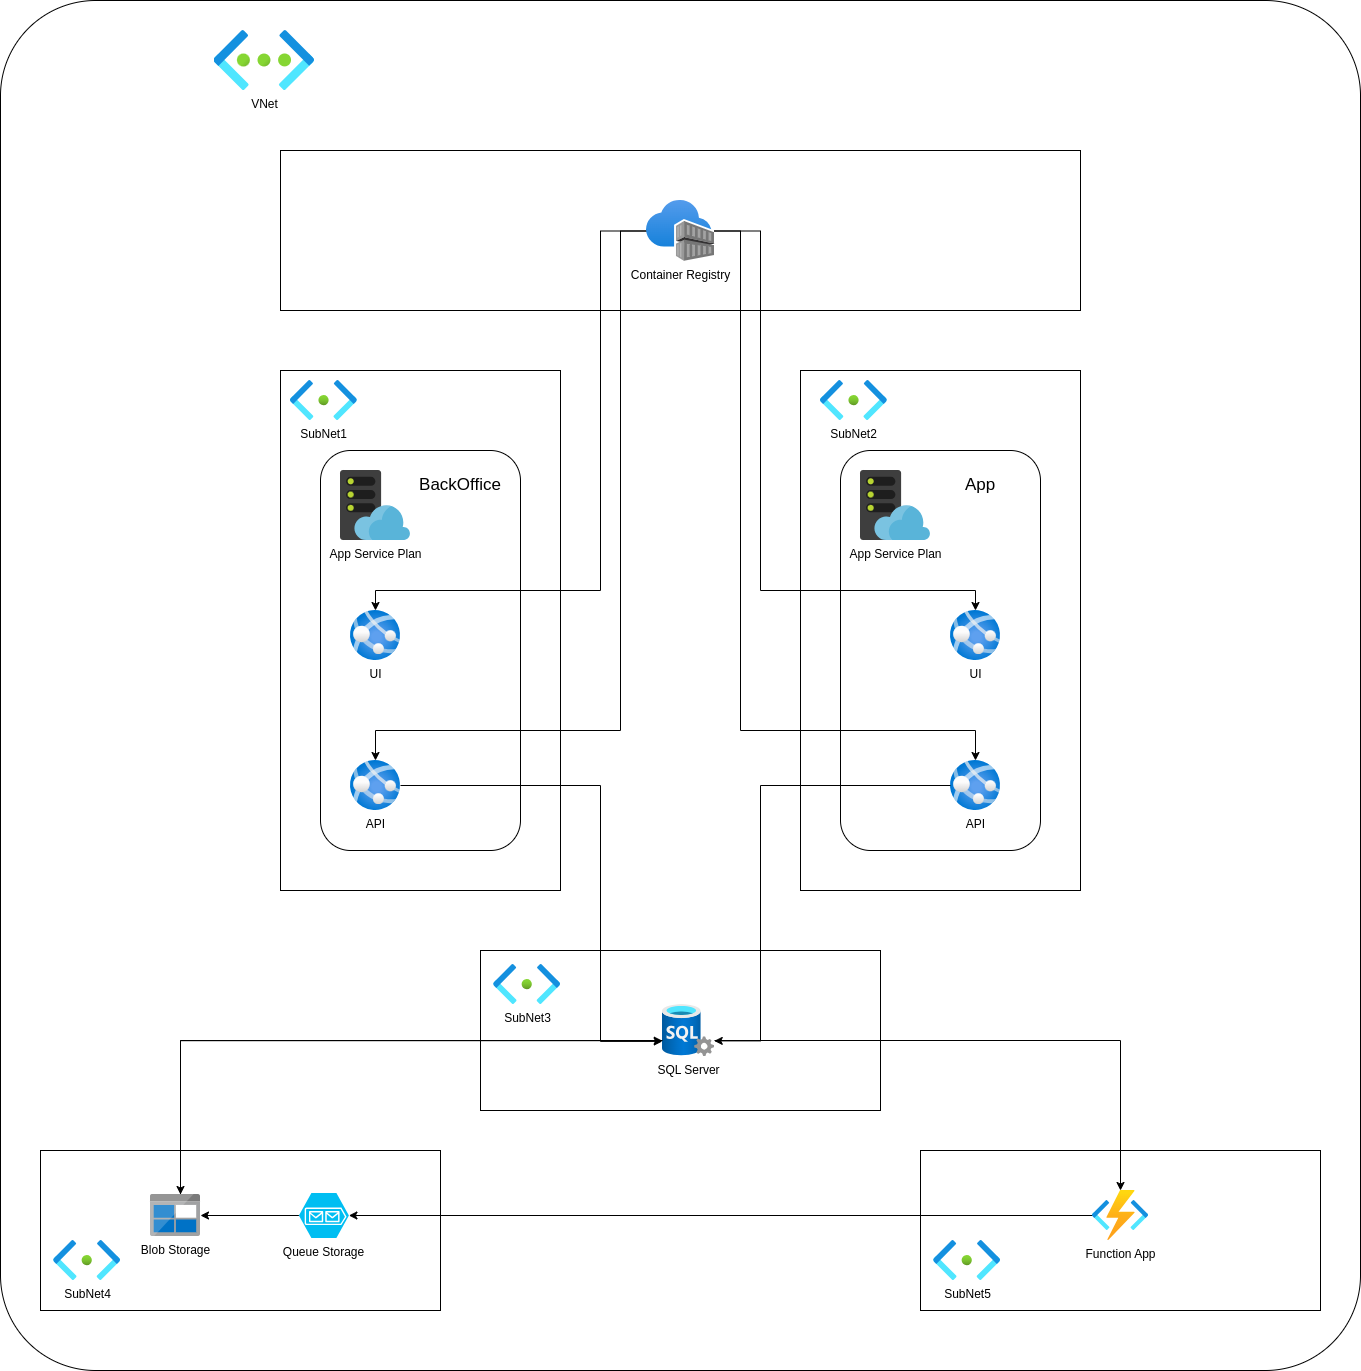 VNet
Container Registry
SubNet1
SubNet2
BackOffice
App
App Service Plan
App Service Plan
UI
UI
API
API
SubNet3
SQL
SQL Server
Blob Storage
Queue Storage
Function App
SubNet4
SubNet5